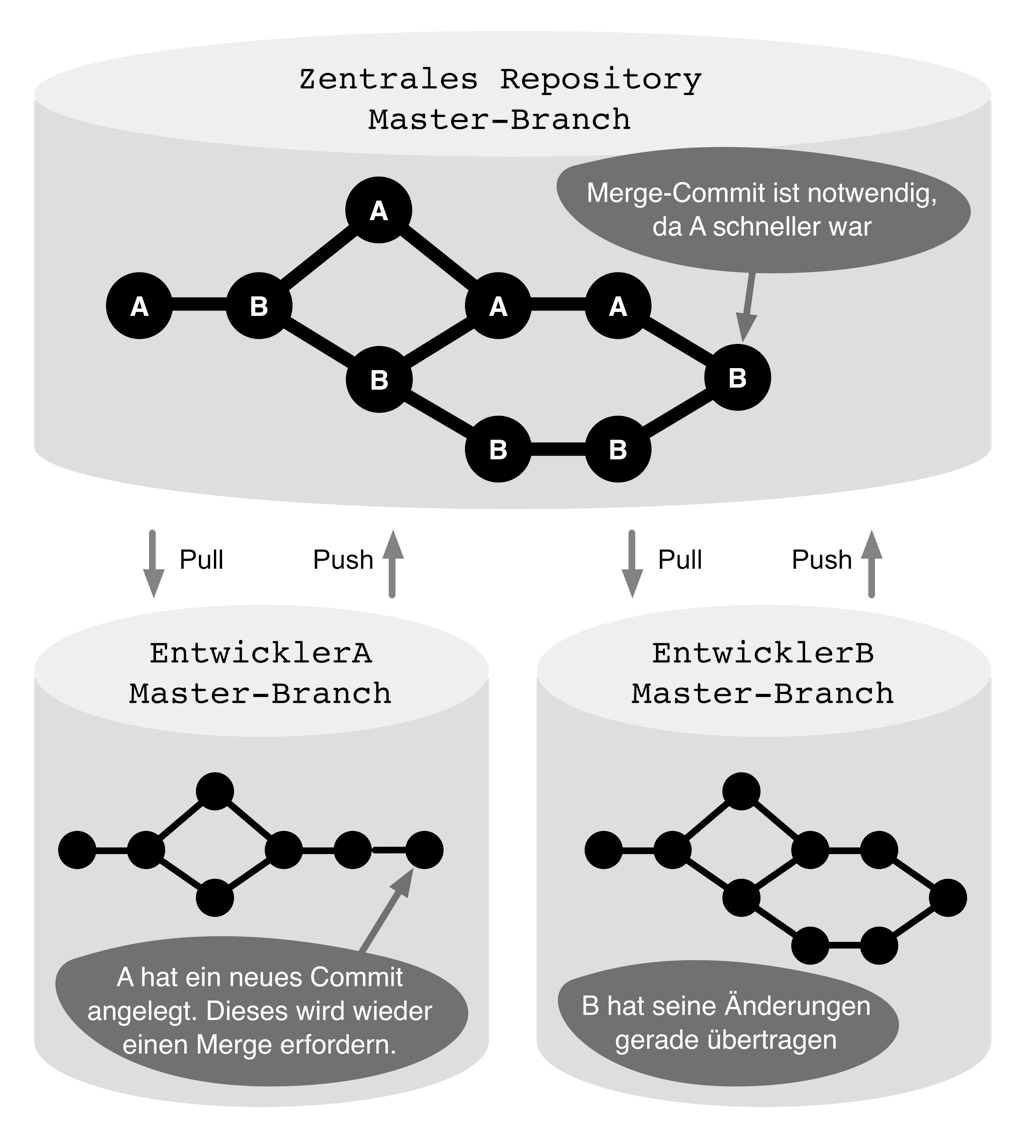 Zentrales Repository
Master-Branch
Merge-Commit ist notwendig,
da A schneller war
A
A
B
A
A
B
B
B
B
Pull
Push
Pull
Push
EntwicklerA
Master-Branch
EntwicklerB
Master-Branch
A hat ein neues Commit
angelegt. Dieses wird wieder
einen Merge erfordern.
B hat seine Änderungen
gerade übertragen